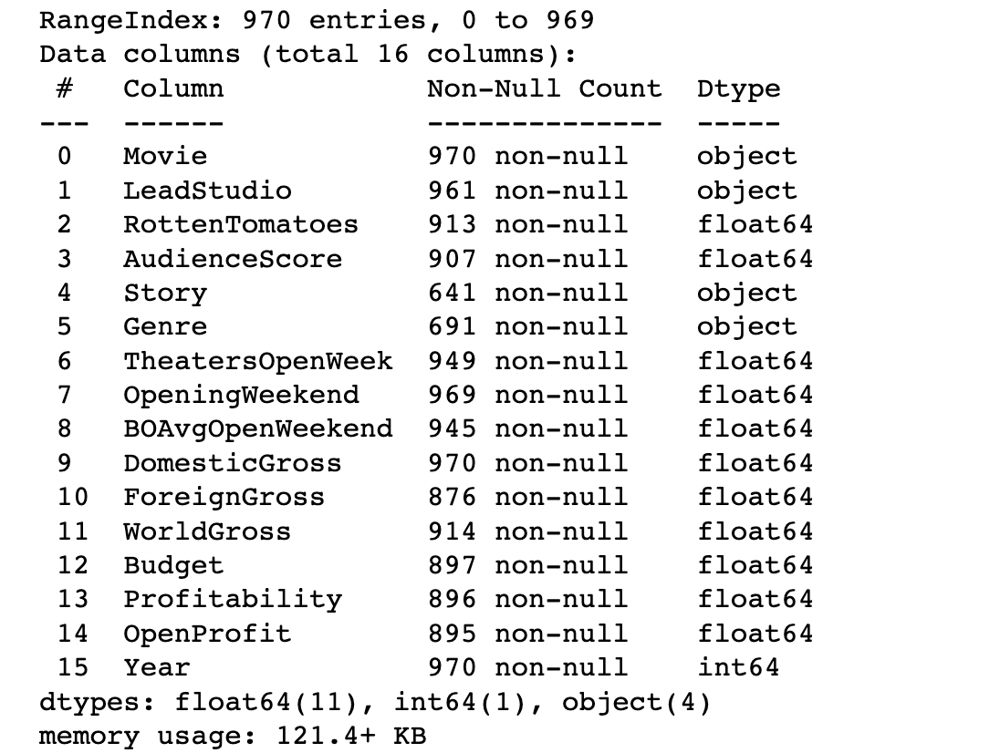 RangeIndex: 970 entries, 0 to 969
Data columns (total 16 columns):
 #   Column            Non-Null Count  Dtype
---  ------            --------------  -----
 0   Movie             970 non-null    object
 1   LeadStudio        961 non-null    object
 2   RottenTomatoes    913 non-null    float64
 3   AudienceScore     907 non-null    float64
 4   Story             641 non-null    object
 5   Genre             691 non-null    object
 6   TheatersOpenWeek  949 non-null    float64
 7   OpeningWeekend    969 non-null    float64
 8   BOAvgOpenWeekend  945 non-null    float64
 9   DomesticGross     970 non-null    float64
 10  ForeignGross      876 non-null    float64
 11  WorldGross        914 non-null    float64
 12  Budget            897 non-null    float64
 13  Profitability     896 non-null    float64
 14  OpenProfit        895 non-null    float64
 15  Year              970 non-null    int64
dtypes: float64(11), int64(1), object(4)
memory usage: 121.4+ KB